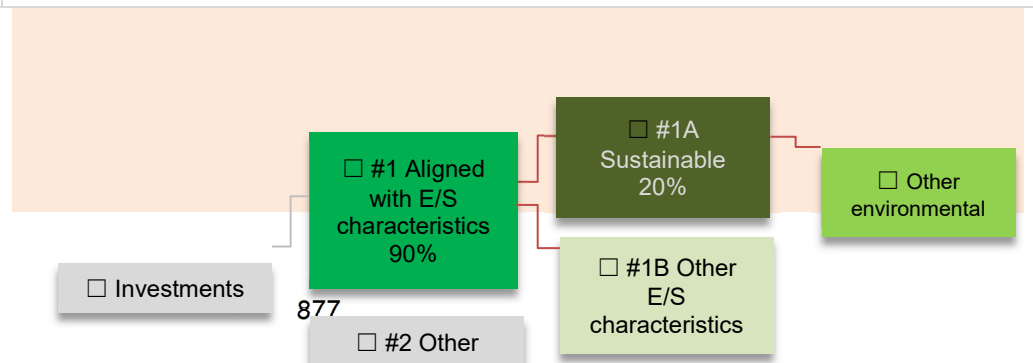 ☐ #1A
Sustainable
20%
☐ #1 Aligned
with E/S
characteristics
90%
☐ Other
environmental
☐ #1B Other
E/S
characteristics
☐ Investments
877
☐ #2 Other